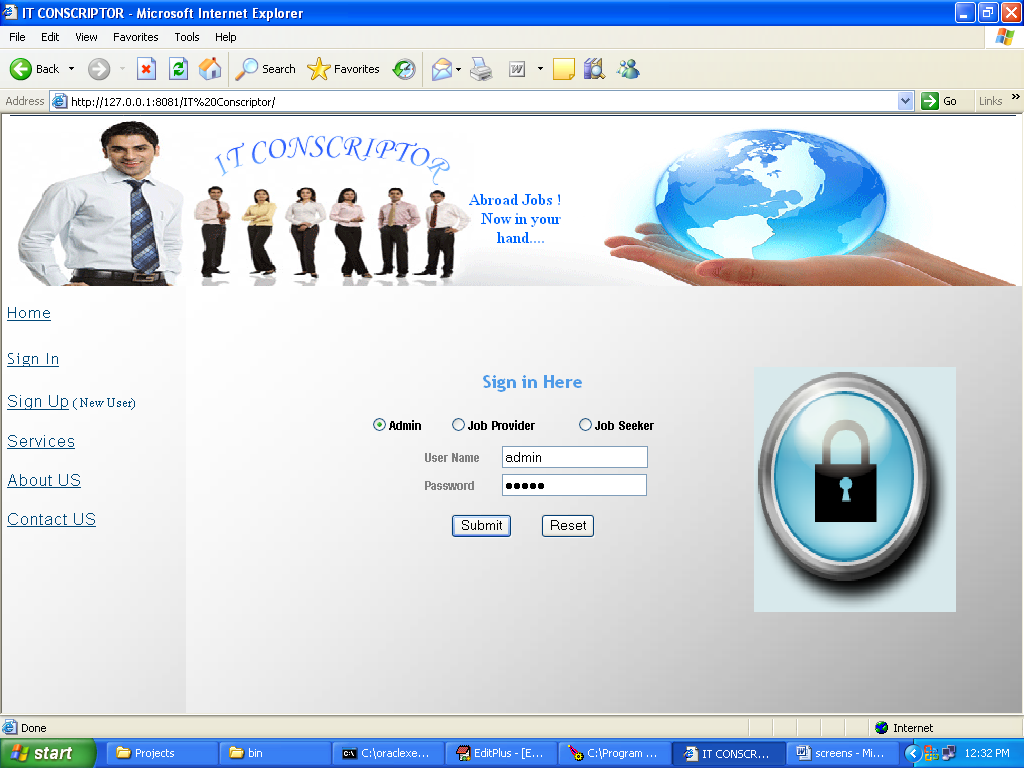 IT CONSCRIPTOR - Microsoft Internet Explorer
File Edit View Favorites Tools Help
Back Search Favorites
Address http://127.0.0.1:8081/IT%20Conscriptor/ Go Links »
IT CONSCRIPTOR
Abroad Jobs !
Now in your
hand....
Home
Sign In
Sign Up ( New User)
Services
About US
Contact US
Sign in Here
Admin Job Provider Job Seeker
User Name admin
Password •••••
Submit Reset
Done Internet
start Projects bin C:\oraclexe... EditPlus - [E... C:\Program ... IT CONSCR... screens - Mi... 12:32 PM